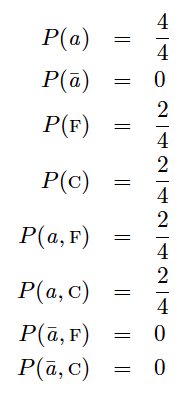 P(a) = 4/4
P(ā) = 0
P(F) = 2/4
P(C) = 2/4
P(a, F) = 2/4
P(a, C) = 2/4
P(ā, F) = 0
P(ā, C) = 0